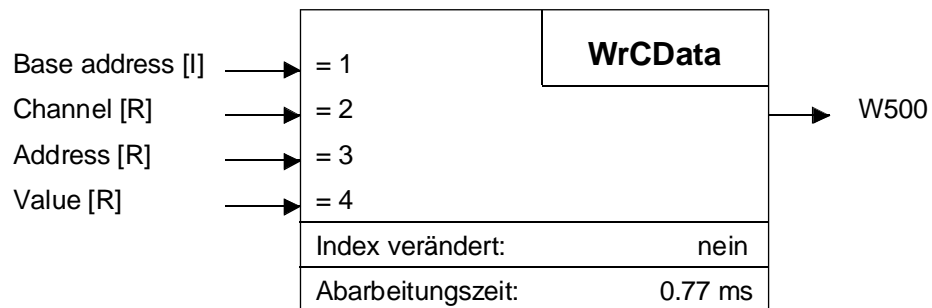 WrCData
Base address [I] = 1
Channel [R] = 2 W500
Address [R] = 3
Value [R] = 4
Index verändert: nein
Abarbeitungszeit: 0.77 ms